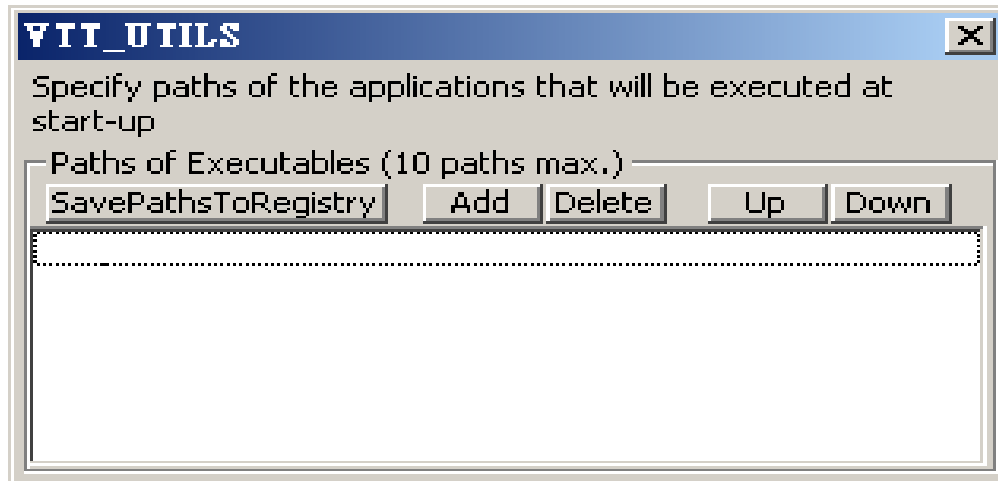 VTT_UTILS
Specify paths of the applications that will be executed at
start-up
Paths of Executables (10 paths max.)
SavePathsToRegistry Add Delete Up Down